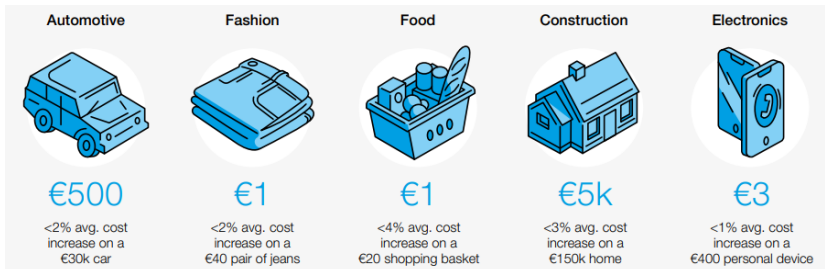 Automotive
Fashion
Food
Construction
Electronics
€500
€1
€1
€5k
€3
<2% avg. cost
increase on a
€30k car
<2% avg. cost
increase on a
€40 pair of jeans
<4% avg. cost
increase on a
€20 shopping basket
<3% avg. cost
increase on a
€150k home
<1% avg. cost
increase on a
€400 personal device